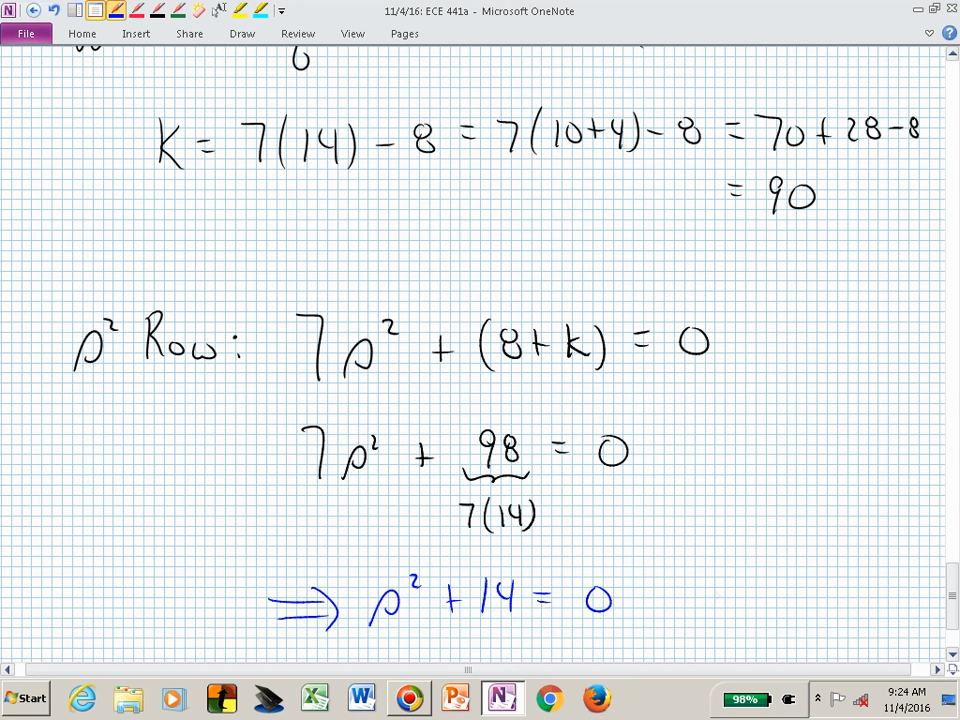 11/4/16: ECE 441a - Microsoft OneNote
File Home Insert Share Draw Review View Pages
6
K = 7(14) - 8 = 7(10+4) - 8 = 70 + 28 - 8
= 90
s² Row: 7s² + (8+K) = 0
7s² + 98 = 0
7(14)
⟹ s² + 14 = 0
Start
98%
9:24 AM
11/4/2016